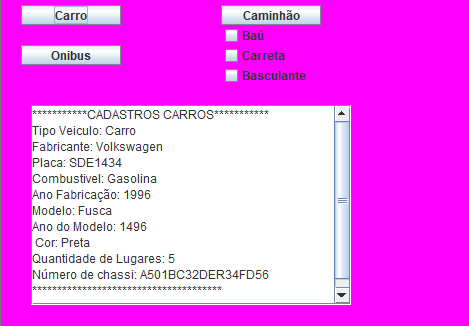 Carro
Caminhão
Baú
Onibus
Carreta
Basculante
***********CADASTROS CARROS***********
Tipo Veiculo: Carro
Fabricante: Volkswagen
Placa: SDE1434
Combustivel: Gasolina
Ano Fabricação: 1996
Modelo: Fusca
Ano do Modelo: 1496
Cor: Preta
Quantidade de Lugares: 5
Número de chassi: A501BC32DER34FD56
**************************************